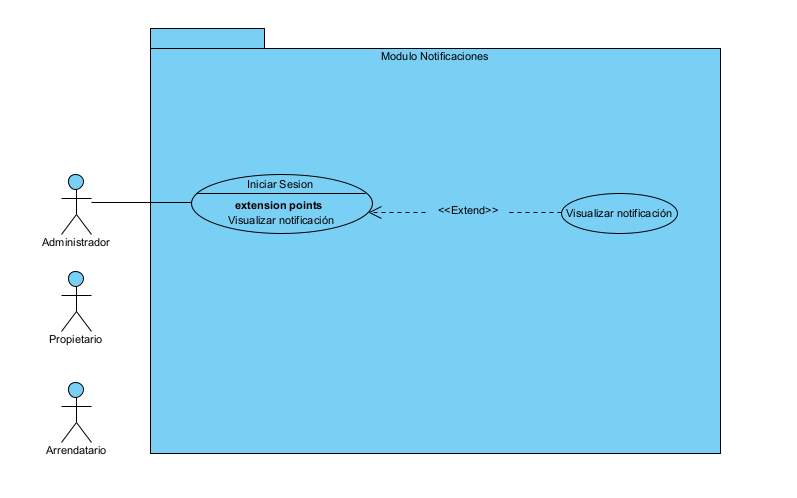 Modulo Notificaciones
Iniciar Sesion
extension points
Visualizar notificación
<<Extend>>
Visualizar notificación
Administrador
Propietario
Arrendatario